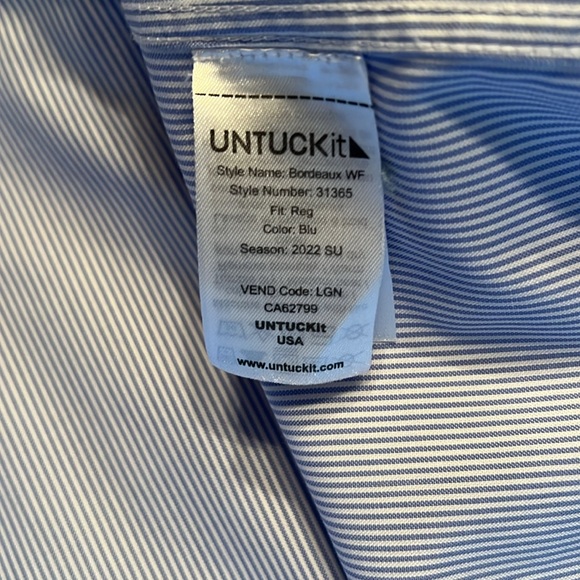 UNTUCKit
Style Name: Bordeaux WF
Style Number: 31365
Fit: Reg
Color: Blu
Season: 2022 SU
VEND Code: LGN
CA62799
UNTUCKit
USA
www.untuckit.com